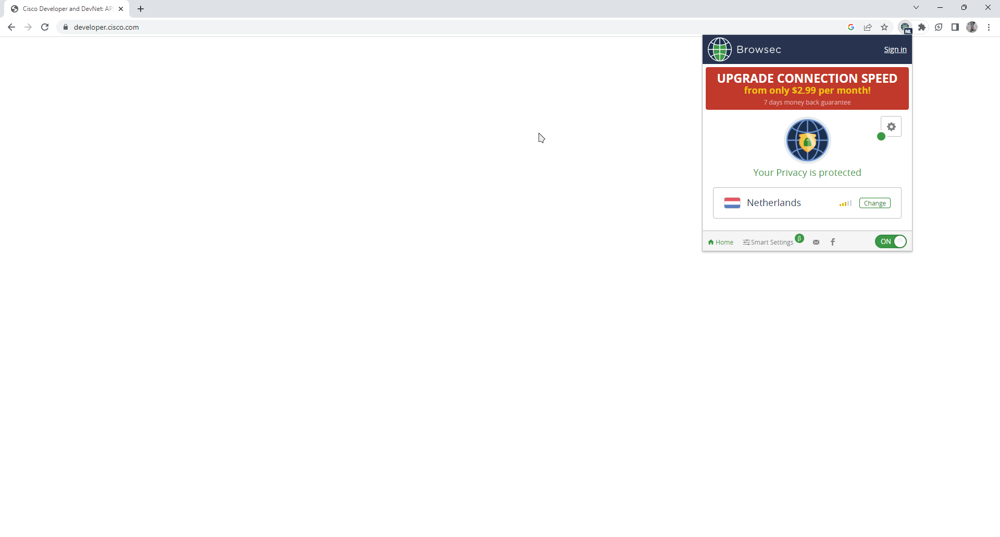 Cisco Developer and DevNet: AP
developer.cisco.com
NL
Browsec
Sign in
UPGRADE CONNECTION SPEED
from only $2.99 per month!
7 days money back guarantee
Your Privacy is protected
Netherlands
Change
Home
Smart Settings
β
ON